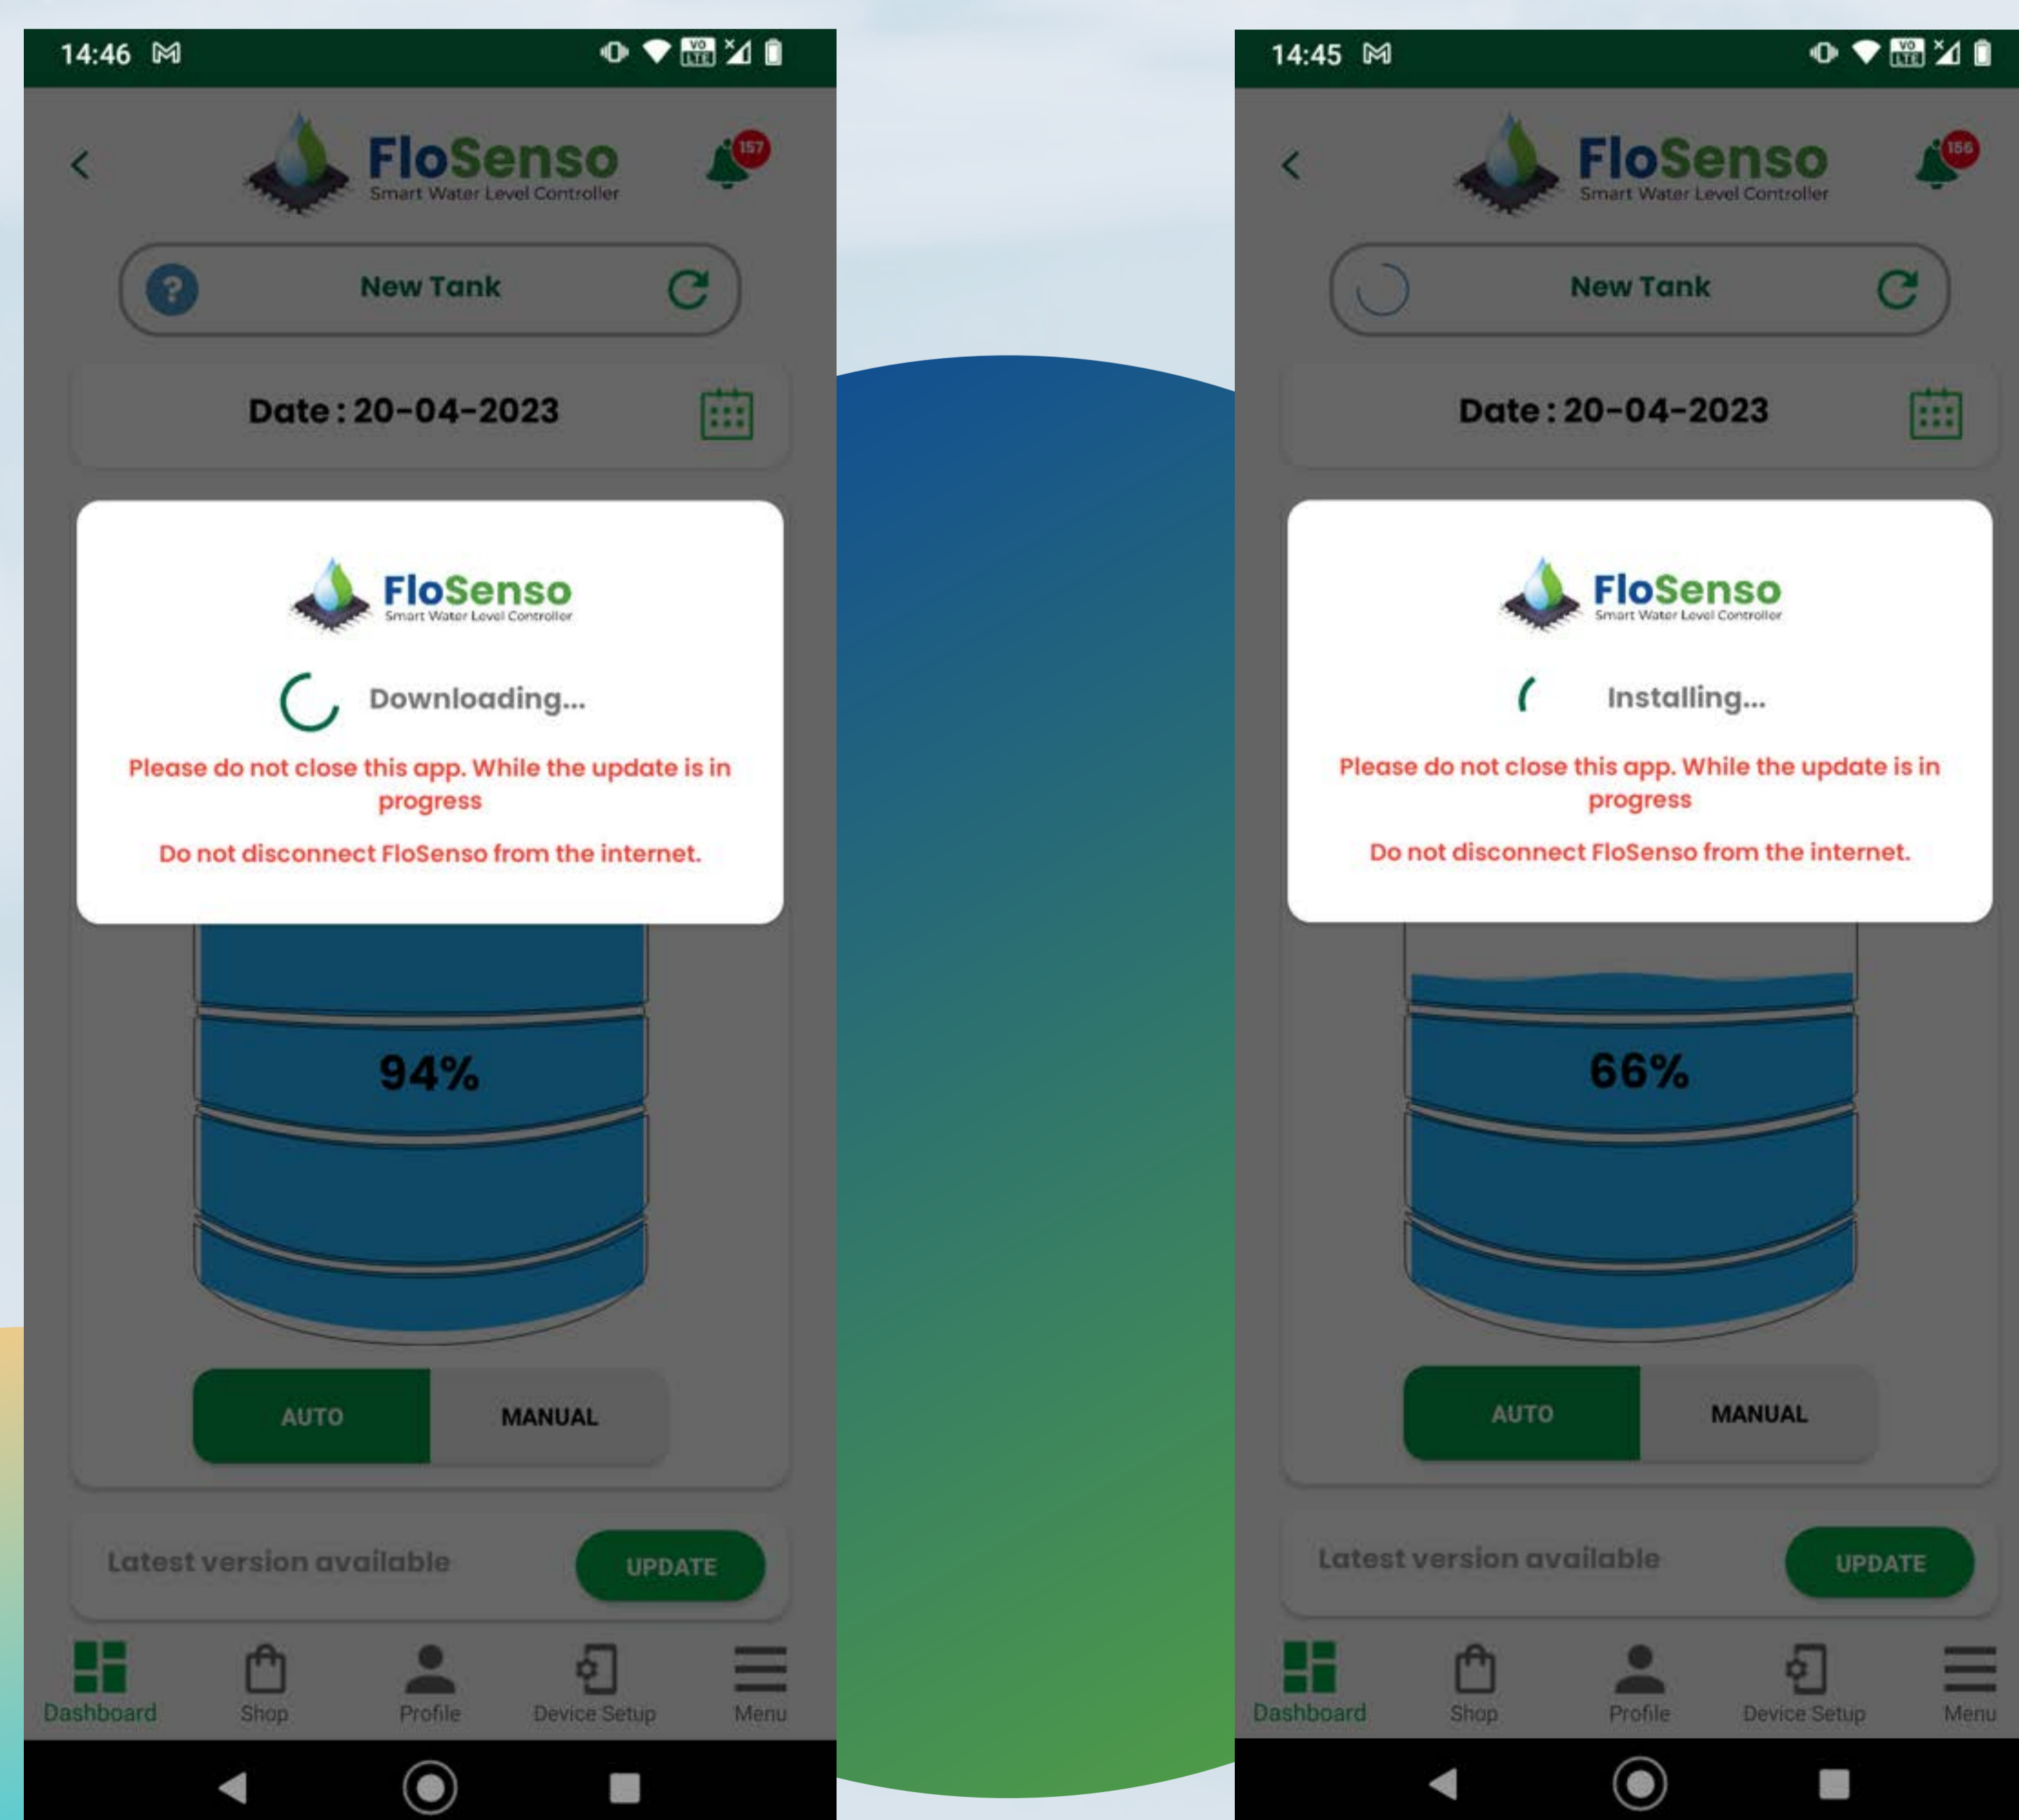 14:46
VO
LTE
FloSenso
Smart Water Level Controller
157
?
New Tank
Date : 20-04-2023
FloSenso
Smart Water Level Controller
Downloading...
Please do not close this app. While the update is in
progress
Do not disconnect FloSenso from the internet.
94%
AUTO
MANUAL
Latest version available
UPDATE
Dashboard
Shop
Profile
Device Setup
Menu
14:45
VO
LTE
FloSenso
Smart Water Level Controller
156
New Tank
Date : 20-04-2023
FloSenso
Smart Water Level Controller
Installing...
Please do not close this app. While the update is in
progress
Do not disconnect FloSenso from the internet.
66%
AUTO
MANUAL
Latest version available
UPDATE
Dashboard
Shop
Profile
Device Setup
Menu